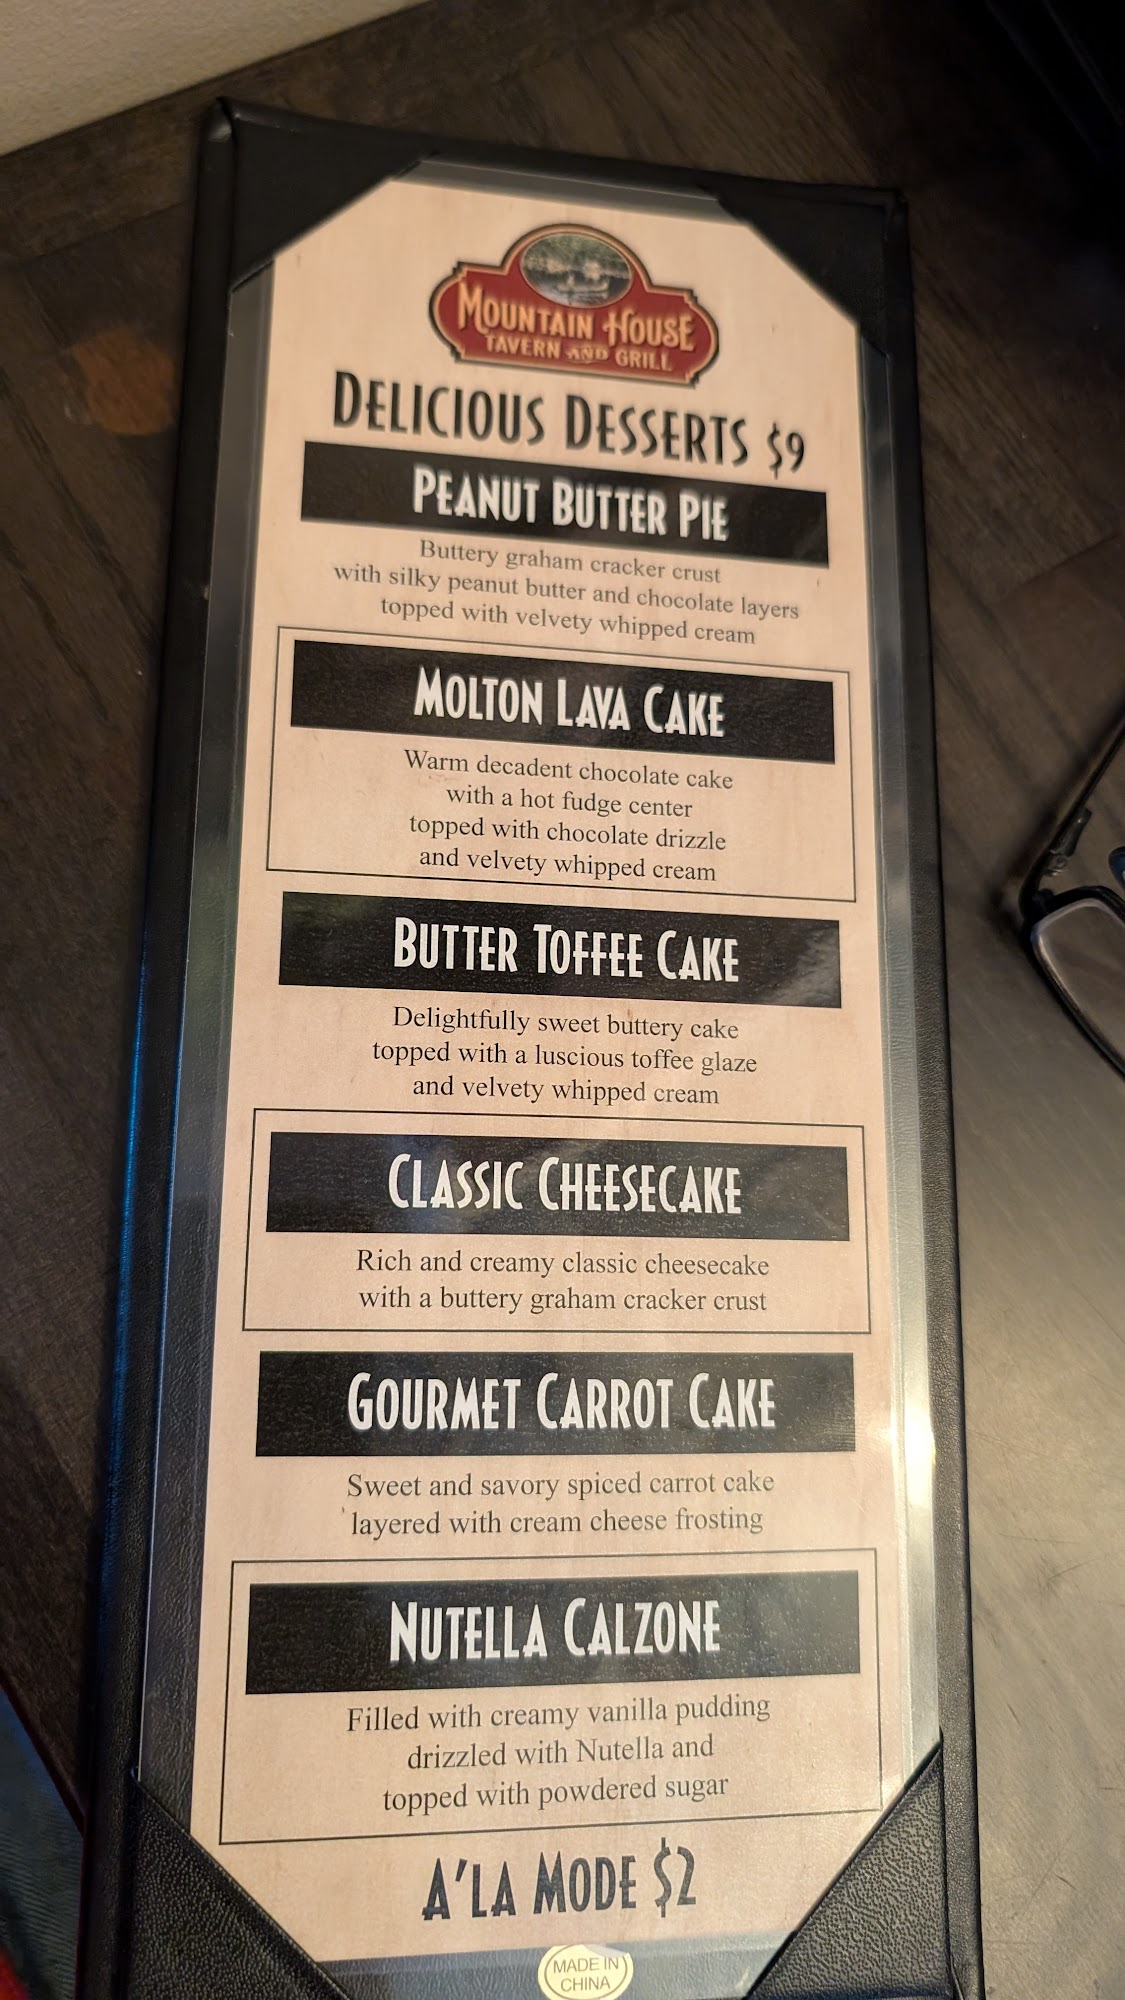 MOUNTAIN HOUSE
TAVERN AND GRILL
DELICIOUS DESSERTS $9
PEANUT BUTTER PIE
Buttery graham cracker crust
with silky peanut butter and chocolate layers
topped with velvety whipped cream
MOLTON LAVA CAKE
Warm decadent chocolate cake
with a hot fudge center
topped with chocolate drizzle
and velvety whipped cream
BUTTER TOFFEE CAKE
Delightfully sweet buttery cake
topped with a luscious toffee glaze
and velvety whipped cream
CLASSIC CHEESECAKE
Rich and creamy classic cheesecake
with a buttery graham cracker crust
GOURMET CARROT CAKE
Sweet and savory spiced carrot cake
layered with cream cheese frosting
NUTELLA CALZONE
Filled with creamy vanilla pudding
drizzled with Nutella and
topped with powdered sugar
A'LA MODE $2
MADE IN
CHINA